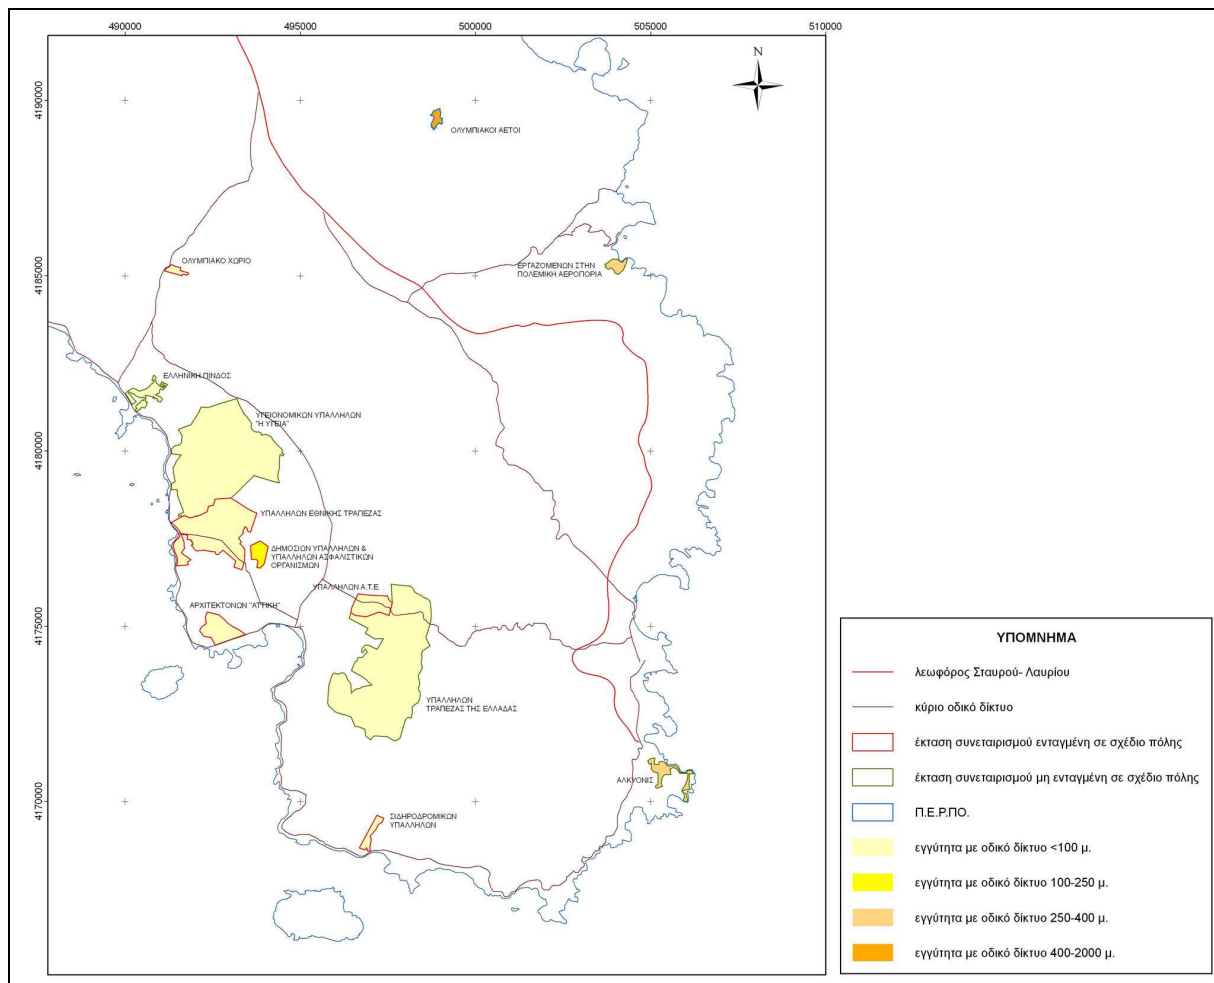 490000
495000
500000
505000
510000
N
4190000
ΟΛΥΜΠΙΑΚΟΙ ΑΕΤΟΙ
ΟΛΥΜΠΙΑΚΟ ΧΩΡΙΟ
4185000
ΕΡΓΑΖΟΜΕΝΩΝ ΣΤΗΝ
ΠΟΛΕΜΙΚΗ ΑΕΡΟΠΟΡΙΑ
ΕΛΛΗΝΙΚΗ ΠΙΝΔΟΣ
ΥΓΕΙΟΝΟΜΙΚΩΝ ΥΠΑΛΛΗΛΩΝ
"Η ΥΓΕΙΑ"
4180000
ΥΠΑΛΛΗΛΩΝ ΕΘΝΙΚΗΣ ΤΡΑΠΕΖΑΣ
ΔΗΜΟΣΙΩΝ ΥΠΑΛΛΗΛΩΝ &
ΥΠΑΛΛΗΛΩΝ ΑΣΦΑΛΙΣΤΙΚΩΝ
ΟΡΓΑΝΙΣΜΩΝ
ΥΠΑΛΛΗΛΩΝ Α.Τ.Ε.
ΑΡΧΙΤΕΚΤΟΝΩΝ "ΑΤΤΙΚΗ"
4175000
ΥΠΑΛΛΗΛΩΝ
ΤΡΑΠΕΖΑΣ ΤΗΣ ΕΛΛΑΔΑΣ
ΑΛΚΥΟΝΙΣ
4170000
ΣΙΔΗΡΟΔΡΟΜΙΚΩΝ
ΥΠΑΛΛΗΛΩΝ
ΥΠΟΜΝΗΜΑ
λεωφόρος Σταυρού- Λαυρίου
κύριο οδικό δίκτυο
έκταση συνεταιρισμού ενταγμένη σε σχέδιο πόλης
έκταση συνεταιρισμού μη ενταγμένη σε σχέδιο πόλης
Π.Ε.Ρ.ΠΟ.
εγγύτητα με οδικό δίκτυο <100 μ.
εγγύτητα με οδικό δίκτυο 100-250 μ.
εγγύτητα με οδικό δίκτυο 250-400 μ.
εγγύτητα με οδικό δίκτυο 400-2000 μ.